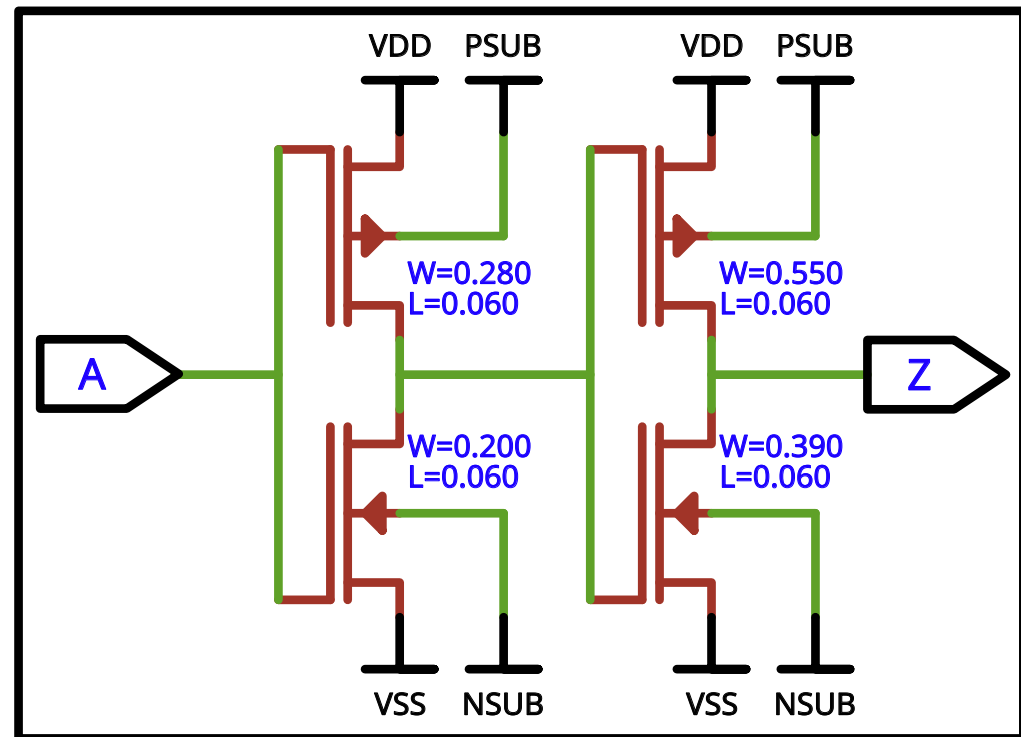 VDD PSUB VDD PSUB
W=0.280
L=0.060
W=0.550
L=0.060
A
Z
W=0.200
L=0.060
W=0.390
L=0.060
VSS NSUB VSS NSUB